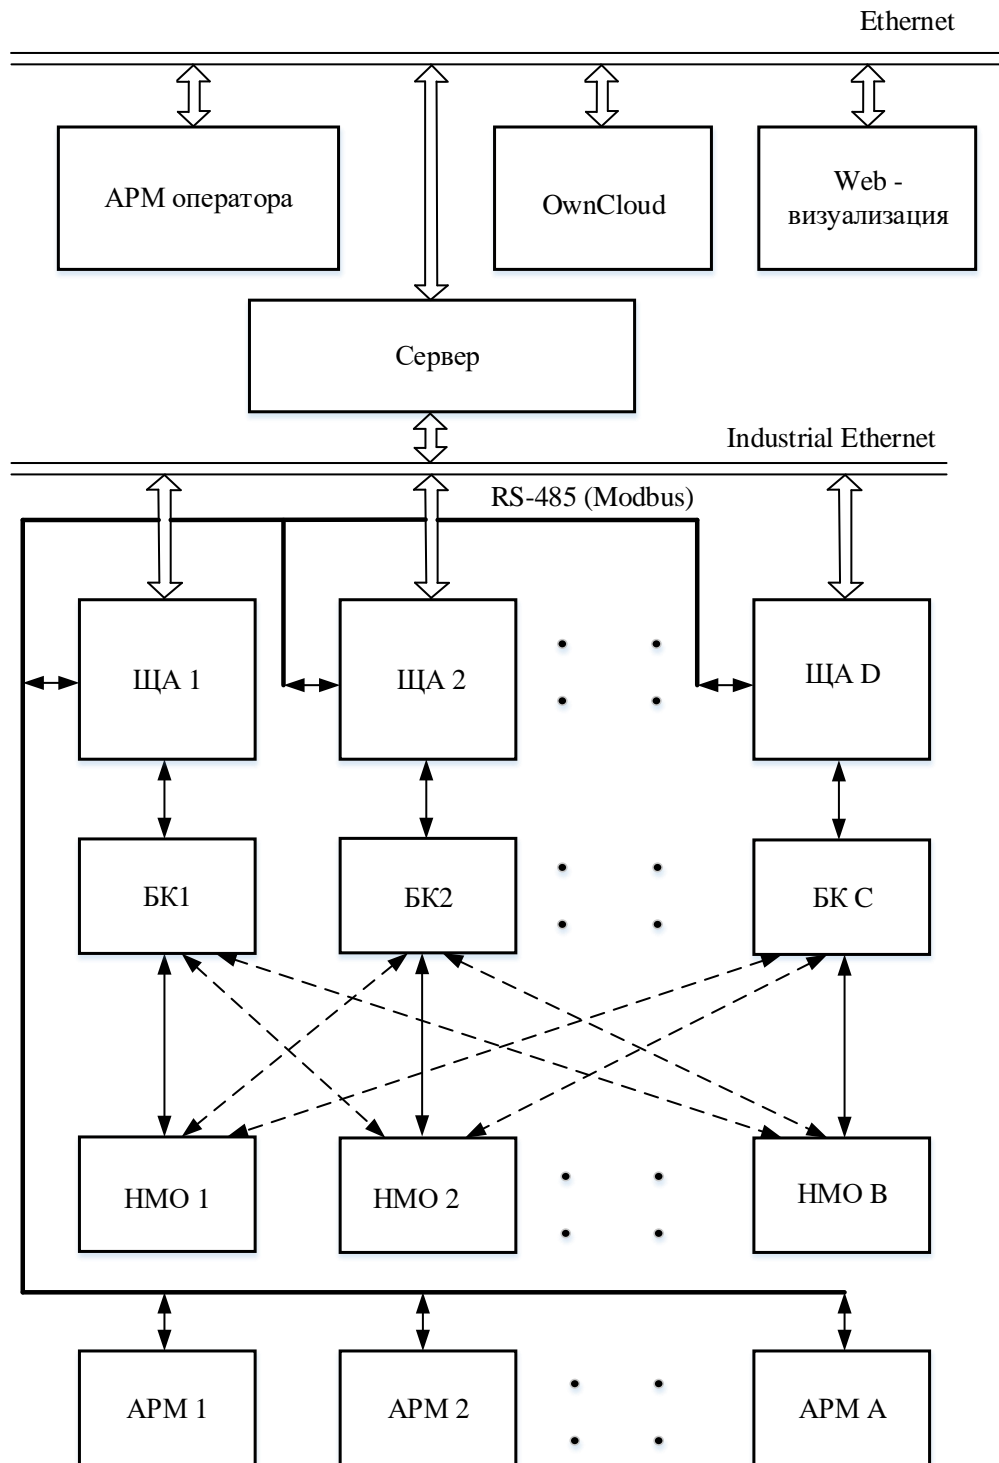 Ethernet
АРМ оператора
OwnCloud
Web -
визуализация
Сервер
Industrial Ethernet
RS-485 (Modbus)
ЩА 1
ЩА 2
ЩА D
БК1
БК2
БК С
НМО 1
НМО 2
НМО В
АРМ 1
АРМ 2
АРМ А